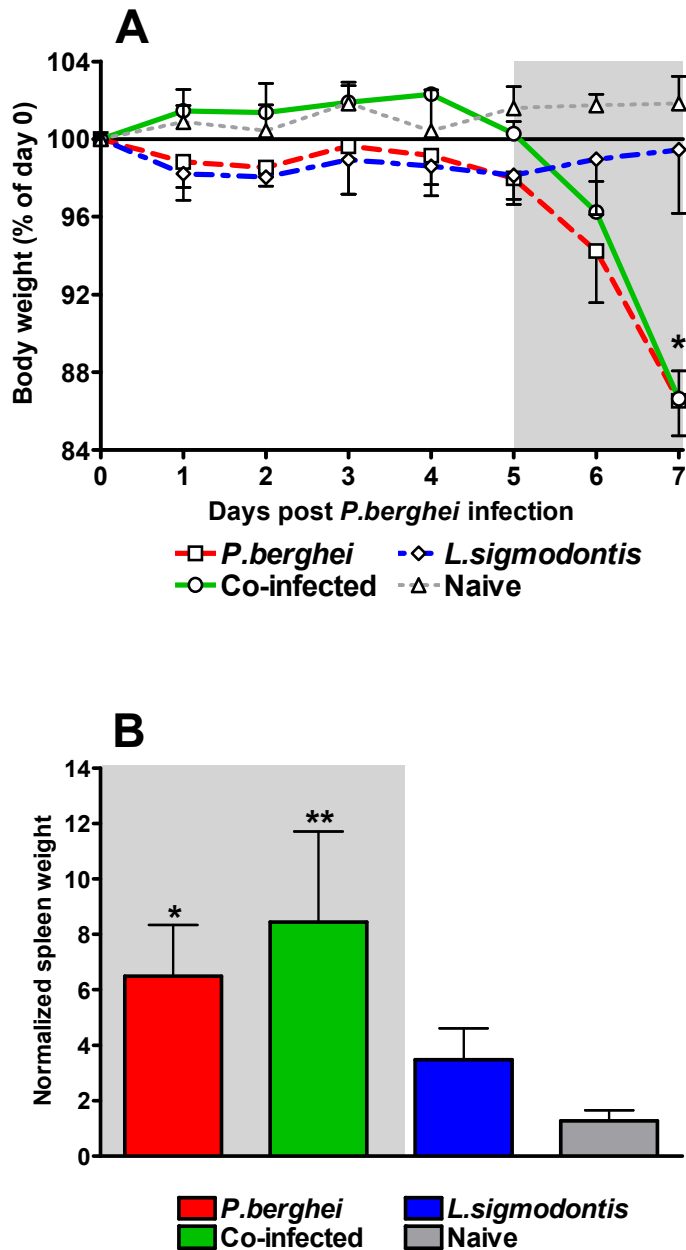 A
Body weight (% of day 0)
104
100
96
92
88
84
*
0 1 2 3 4 5 6 7
Days post P.berghei infection
P.berghei L.sigmodontis
Co-infected Naive
B
Normalized spleen weight
14
12
10
8
6
4
2
0
* **
P.berghei L.sigmodontis
Co-infected Naive